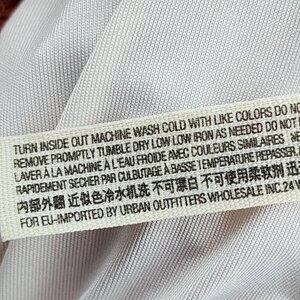 TURN INSIDE OUT MACHINE WASH COLD WITH LIKE COLORS DO NO
REMOVE PROMPTLY TUMBLE DRY LOW LOW IRON AS NEEDED DO NOT
LAVER À LA MACHINE À L'EAU FROIDE AVEC COULEURS SIMILAIRES
RAPIDEMENT SÉCHER PAR CULBUTAGE À BASSE TEMPERATURE REPASSER
内部外翻 近似色冷水机洗 不可漂白 不可使用柔软剂 迅
FOR EU-IMPORTED BY URBAN OUTFITTERS WHOLESALE INC.24